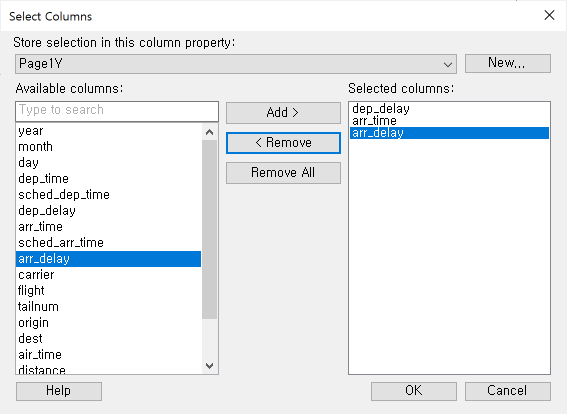 Select Columns
Store selection in this column property:
Page1Y
New...
Available columns:
Type to search
year
month
day
dep_time
sched_dep_time
dep_delay
arr_time
sched_arr_time
arr_delay
carrier
flight
tailnum
origin
dest
air_time
distance
Add >
< Remove
Remove All
Selected columns:
dep_delay
arr_time
arr_delay
Help
OK
Cancel